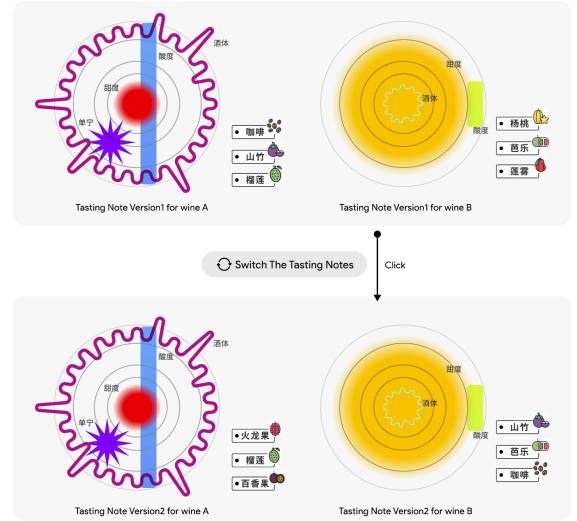 酒体
酸度
甜度
单宁
• 咖啡
• 山竹
• 榴莲
Tasting Note Version1 for wine A
甜度
酒体
酸度
• 杨桃
• 芭乐
• 莲雾
Tasting Note Version1 for wine B
Switch The Tasting Notes
Click
酒体
酸度
甜度
单宁
•火龙果
• 榴莲
•百香果
Tasting Note Version2 for wine A
甜度
酒体
酸度
• 山竹
• 芭乐
• 咖啡
Tasting Note Version2 for wine B